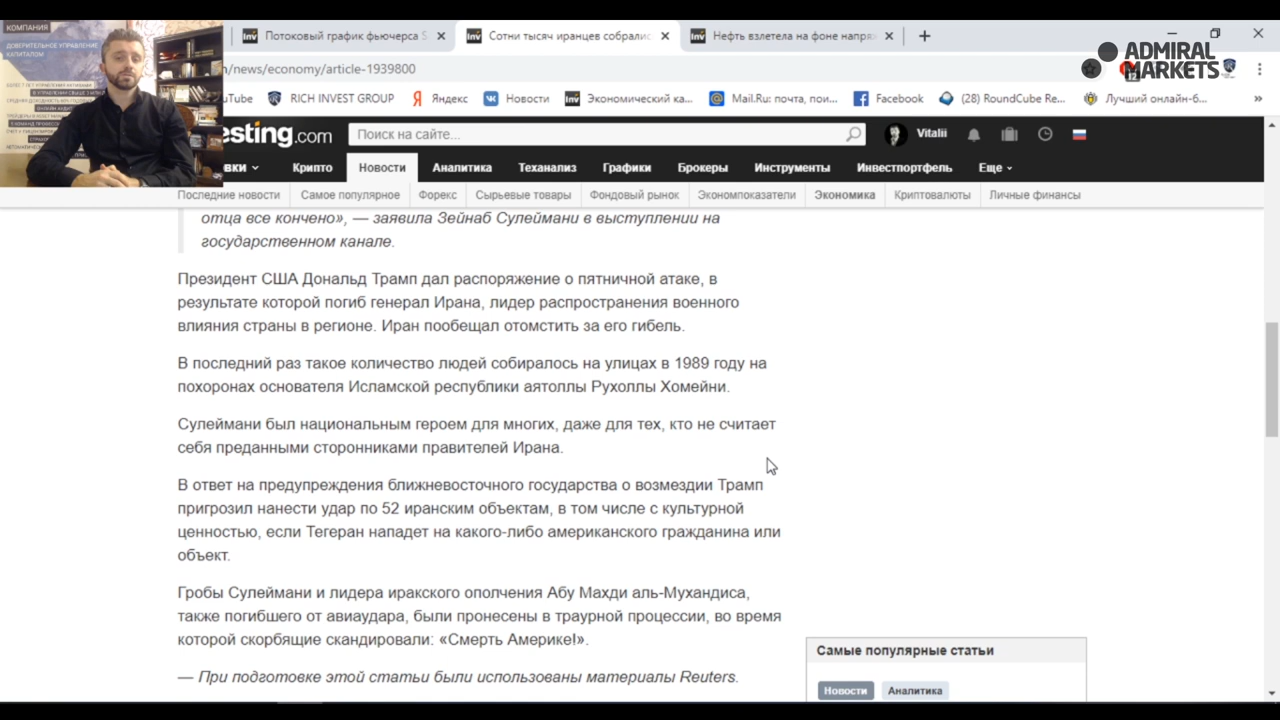 КОМПАНИЯ
ДОВЕРИТЕЛЬНОЕ УПРАВЛЕНИЕ
КАПИТАЛОМ
Потоковый график фьючерса S
Сотни тысяч иранцев собралис
Нефть взлетела на фоне напря
ADMIRAL
MARKETS
n/news/economy/article-1939800
uTube
RICH INVEST GROUP
Яндекс
Новости
Экономический ка...
Mail.Ru: почта, пои...
Facebook
(28) RoundCube Re...
Лучший онлайн-б...
»
esting.com
Поиск на сайте...
Vitalii
вки
Крипто
Новости
Аналитика
Теханализ
Графики
Брокеры
Инструменты
Инвестпортфель
Еще
Последние новости
Самое популярное
Форекс
Сырьевые товары
Фондовый рынок
Экономпоказатели
Экономика
Криптовалюты
Личные финансы
отца все кончено», — заявила Зейнаб Сулеймани в выступлении на
государственном канале.
Президент США Дональд Трамп дал распоряжение о пятничной атаке, в
результате которой погиб генерал Ирана, лидер распространения военного
влияния страны в регионе. Иран пообещал отомстить за его гибель.
В последний раз такое количество людей собиралось на улицах в 1989 году на
похоронах основателя Исламской республики аятоллы Рухоллы Хомейни.
Сулеймани был национальным героем для многих, даже для тех, кто не считает
себя преданными сторонниками правителей Ирана.
В ответ на предупреждения ближневосточного государства о возмездии Трамп
пригрозил нанести удар по 52 иранским объектам, в том числе с культурной
ценностью, если Тегеран нападет на какого-либо американского гражданина или
объект.
Гробы Сулеймани и лидера иракского ополчения Абу Махди аль-Мухандиса,
также погибшего от авиаудара, были пронесены в траурной процессии, во время
которой скорбящие скандировали: «Смерть Америке!».
— При подготовке этой статьи были использованы материалы Reuters.
Самые популярные статьи
Новости
Аналитика